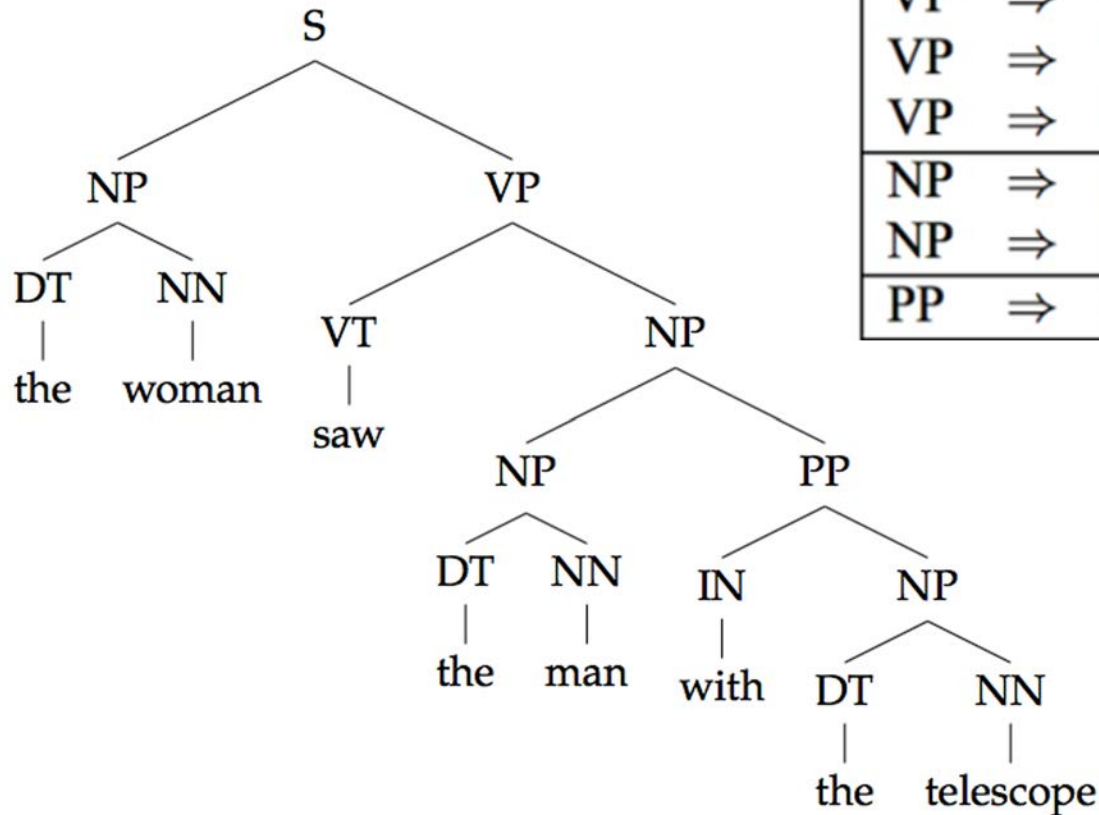 S
NP VP
DT NN
the woman
VT NP
saw
NP PP
DT NN
the man
IN NP
with
DT NN
the telescope
VP ⇒
VP ⇒
VP ⇒
NP ⇒
NP ⇒
PP ⇒